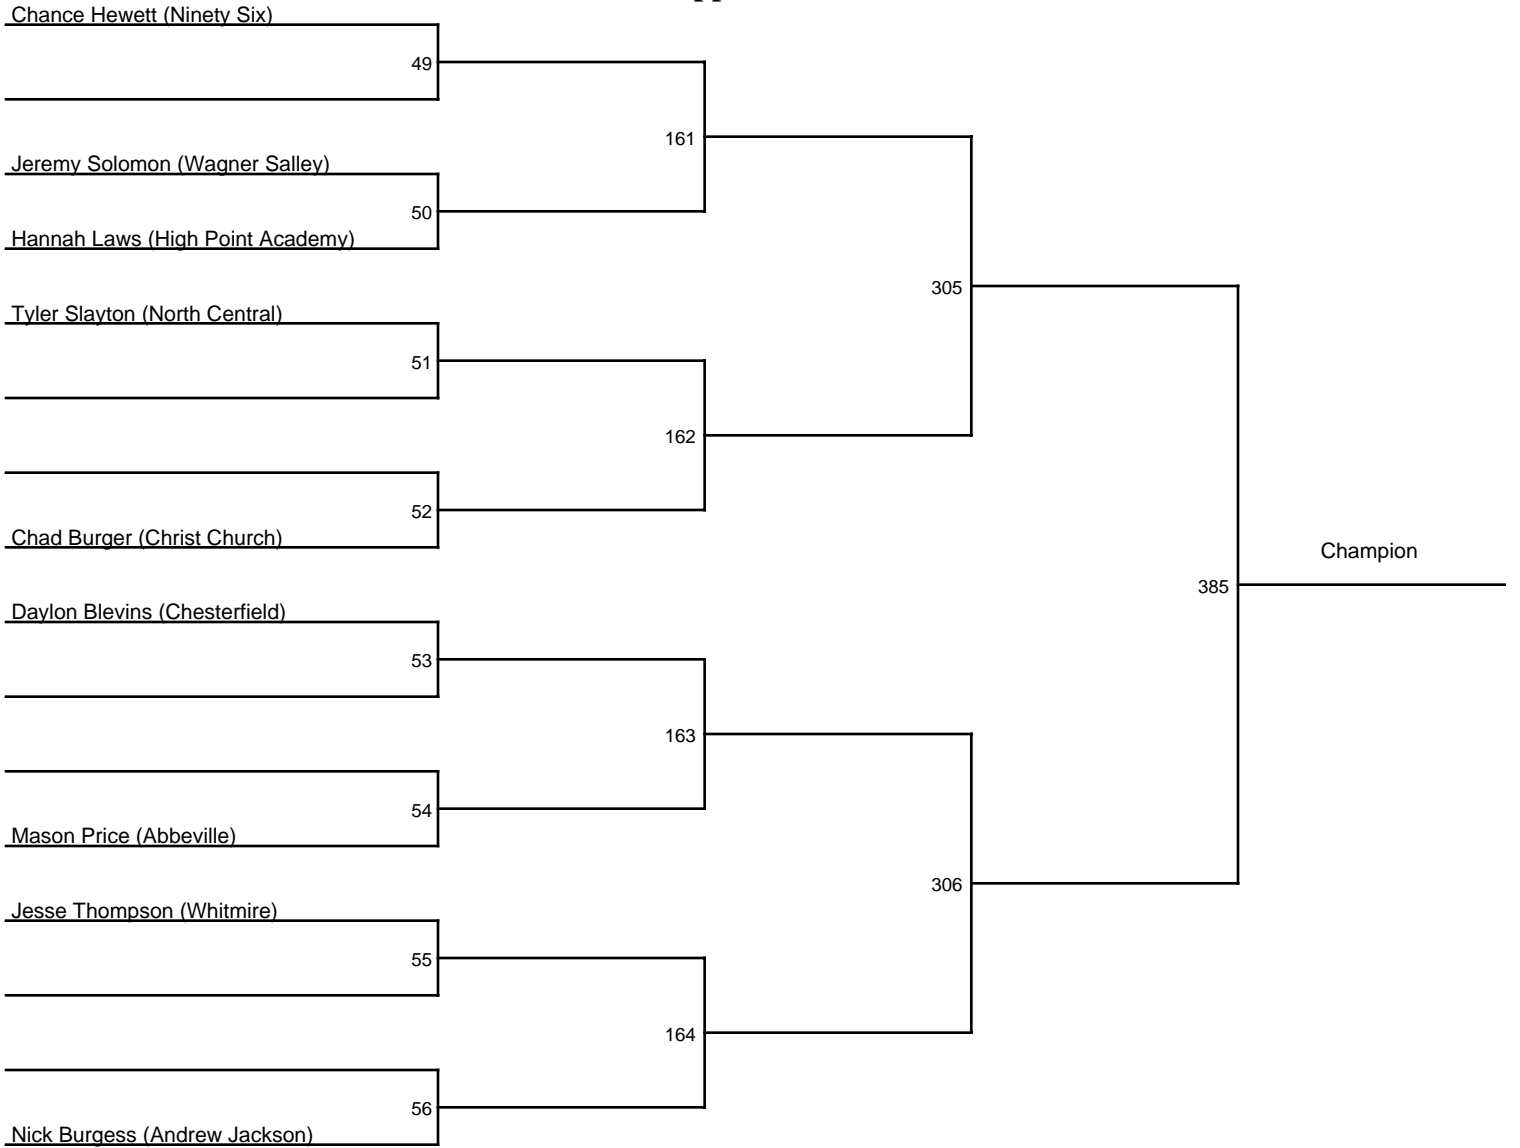 Chance Hewett (Ninety Six)
49
161
Jeremy Solomon (Wagner Salley)
50
Hannah Laws (High Point Academy)
305
Tyler Slayton (North Central)
51
162
52
Chad Burger (Christ Church)
Champion
385
Daylon Blevins (Chesterfield)
53
163
54
Mason Price (Abbeville)
306
Jesse Thompson (Whitmire)
55
164
56
Nick Burgess (Andrew Jackson)